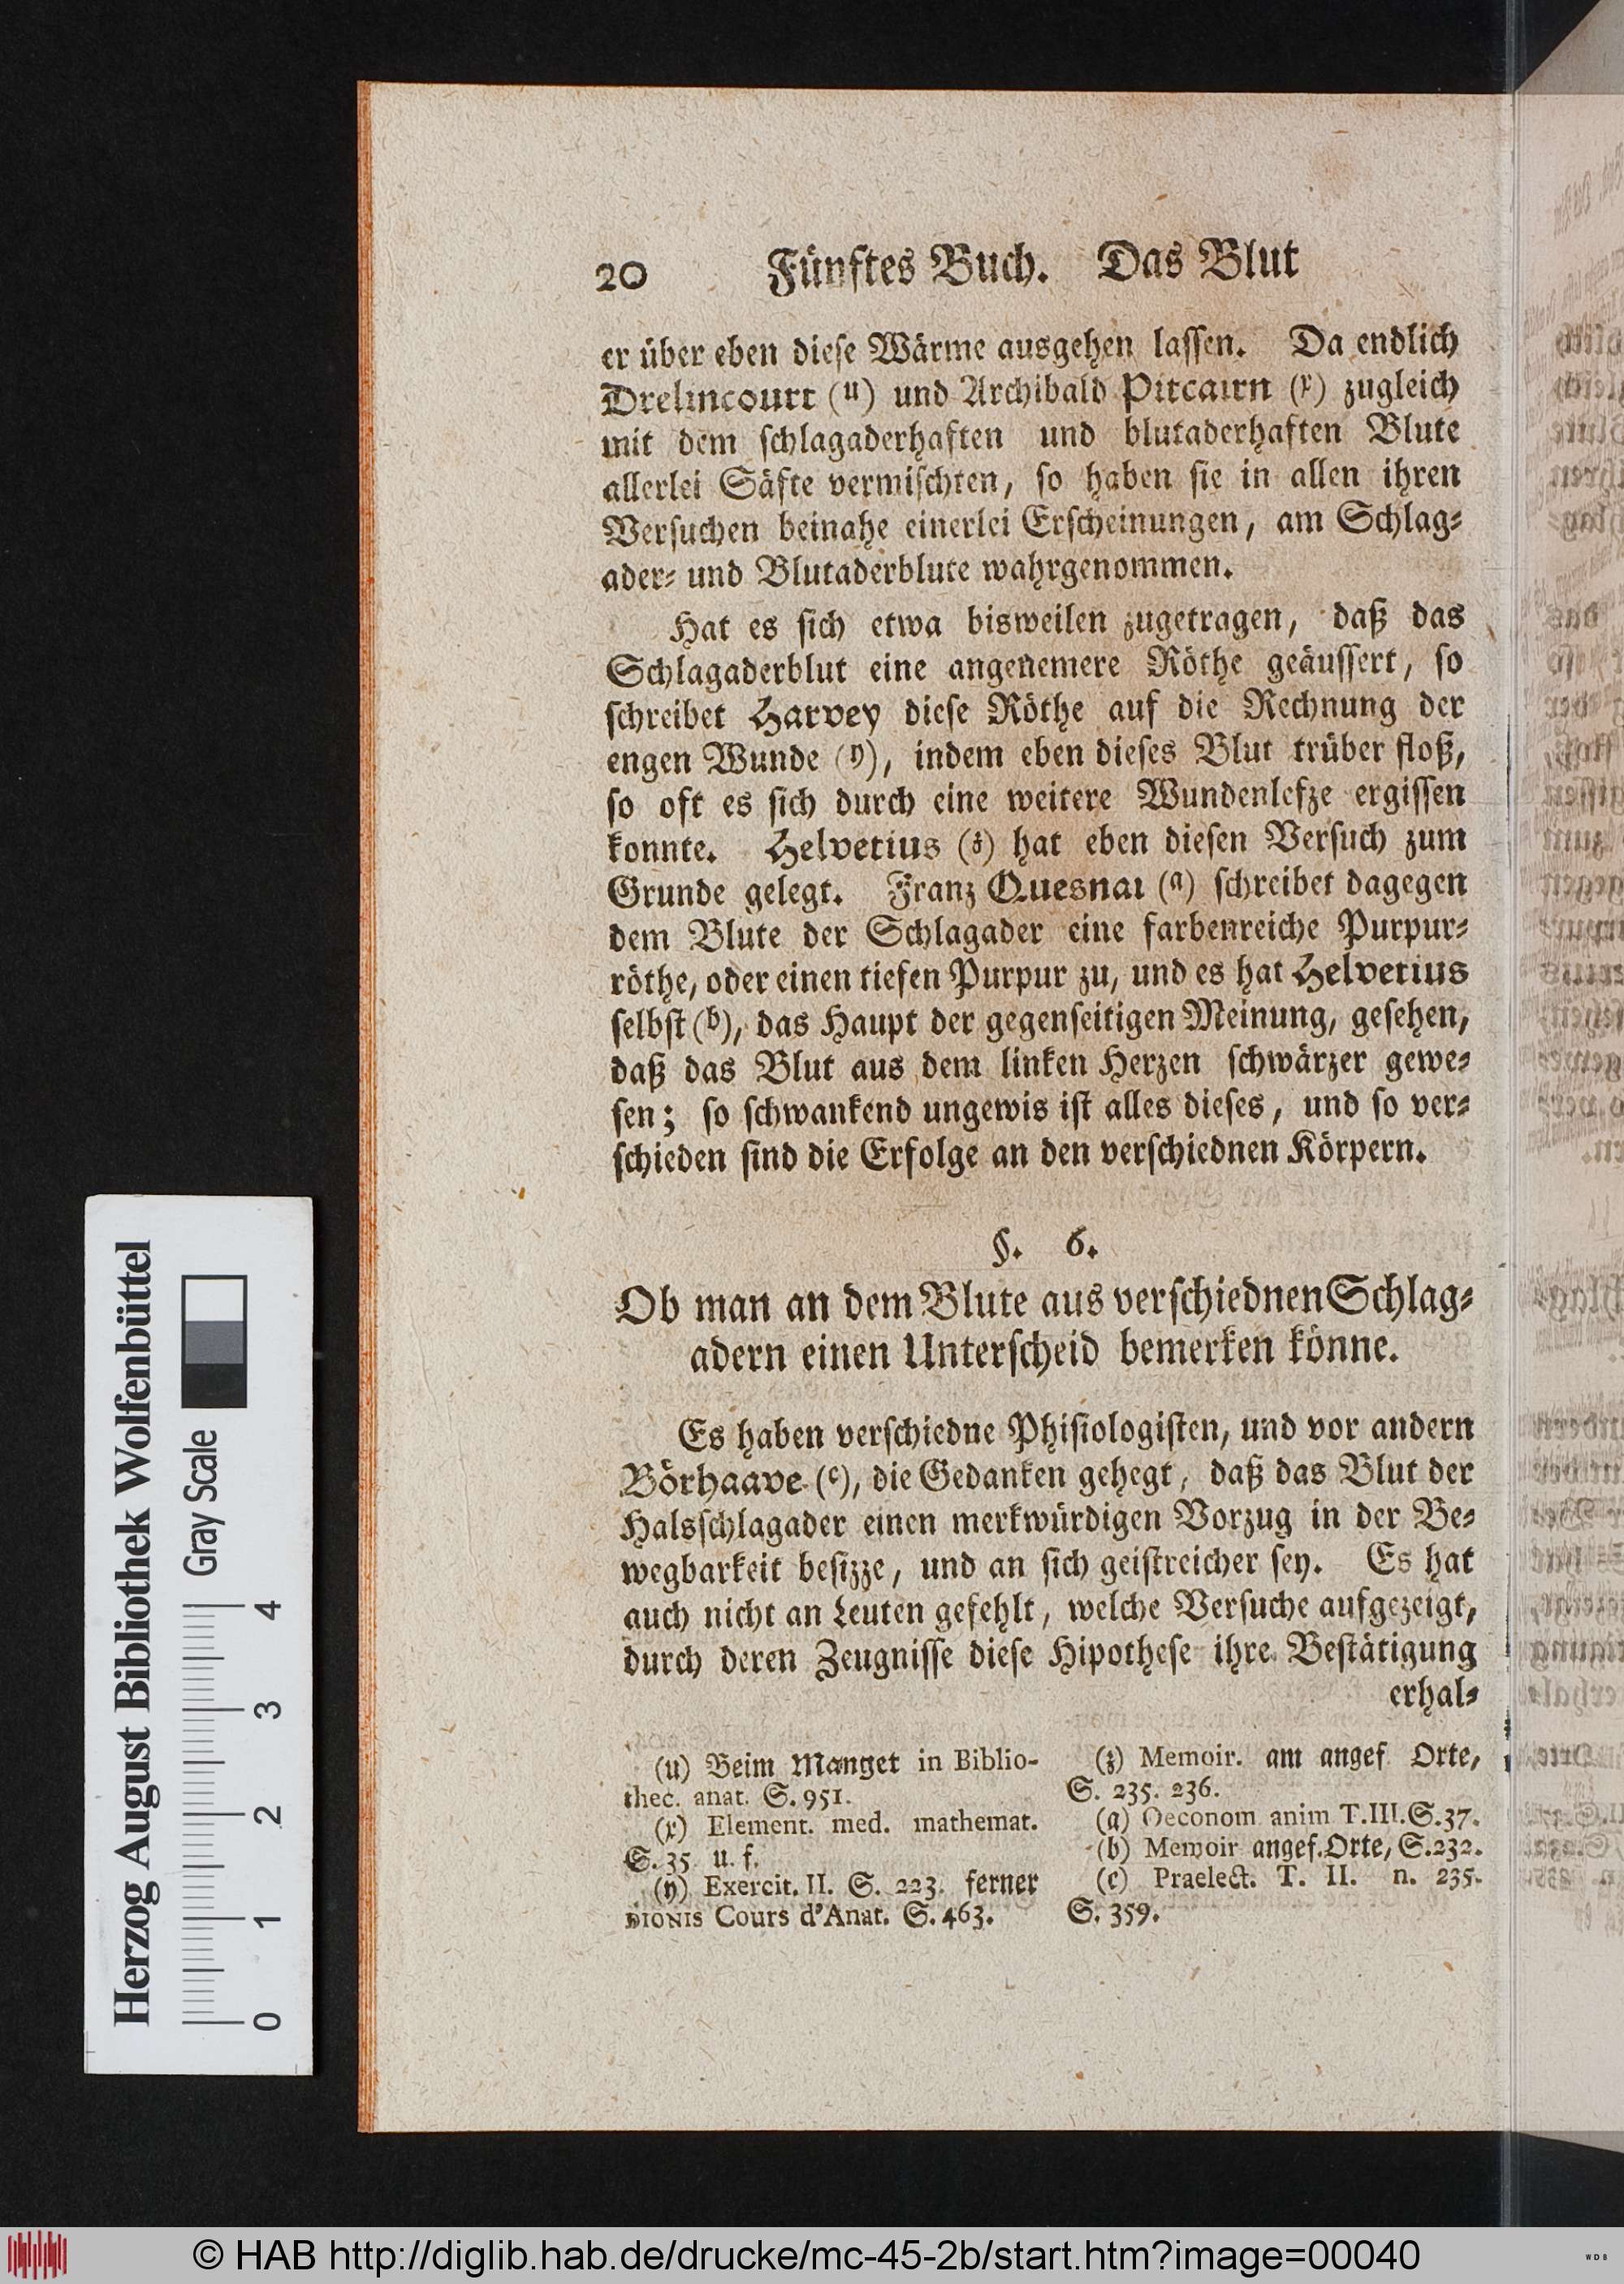 20 Fünftes Buch. Das Blut
er über eben dieſe Wärme ausgehen laſſen. Da endlich
Drelincourt (u) und Archibald Pitcairn (x) zugleich
mit dem ſchlagaderhaften und blutaderhaften Blute
allerlei Säfte vermiſchten, ſo haben ſie in allen ihren
Verſuchen beinahe einerlei Erſcheinungen, am Schlag⸗
ader⸗ und Blutaderblute wahrgenommen.
Hat es ſich etwa bisweilen zugetragen, daß das
Schlagaderblut eine angenemere Röthe geäuſſert, ſo
ſchreibet Harvey dieſe Röthe auf die Rechnung der
engen Wunde (y), indem eben dieſes Blut trüber floß,
ſo oft es ſich durch eine weitere Wundenlefze ergiſſen
konnte. Helvetius (z) hat eben dieſen Verſuch zum
Grunde gelegt. Franz Quesnai (a) ſchreibet dagegen
dem Blute der Schlagader eine farbenreiche Purpur⸗
röthe, oder einen tiefen Purpur zu, und es hat Helvetius
ſelbſt (b), das Haupt der gegenſeitigen Meinung, geſehen,
daß das Blut aus dem linken Herzen ſchwärzer gewe⸗
ſen; ſo ſchwankend ungewis iſt alles dieſes, und ſo ver⸗
ſchieden ſind die Erfolge an den verſchiednen Körpern.
§. 6.
Ob man an dem Blute aus verſchiednen Schlag⸗
adern einen Unterſcheid bemerken könne.
Es haben verſchiedne Phiſiologiſten, und vor andern
Börhaave (c), die Gedanken gehegt, daß das Blut der
Halsſchlagader einen merkwürdigen Vorzug in der Be⸗
wegbarkeit beſizze, und an ſich geiſtreicher ſey. Es hat
auch nicht an Leuten gefehlt, welche Verſuche aufgezeigt,
durch deren Zeugniſſe dieſe Hipotheſe ihre Beſtätigung
erhal⸗
(u) Beim Manget in Biblio-
thec. anat. S. 951.
(x) Element. med. mathemat.
S. 35 u. f.
(y) Exercit. II. S. 223. ferner
DIONIS Cours d'Anat. S. 463.
(z) Memoir. am angef Orte,
S. 235. 236.
(a) Oeconom anim T. III. S. 37.
(b) Memoir angef. Orte, S. 232.
(c) Praelect. T. II. n. 235.
S. 359.
Herzog August Bibliothek Wolfenbüttel
Gray Scale
0 1 2 3 4
© HAB http://diglib.hab.de/drucke/mc-45-2b/start.htm?image=00040
WDB